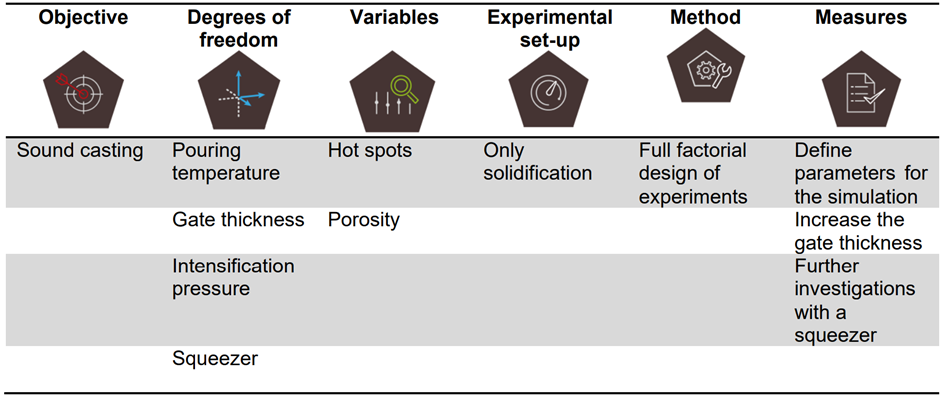 Objective
Degrees of freedom
Variables
Experimental set-up
Method
Measures
Sound casting
Pouring temperature
Hot spots
Only solidification
Full factorial design of experiments
Define parameters for the simulation
Gate thickness
Porosity
Increase the gate thickness
Intensification pressure
Further investigations with a squeezer
Squeezer